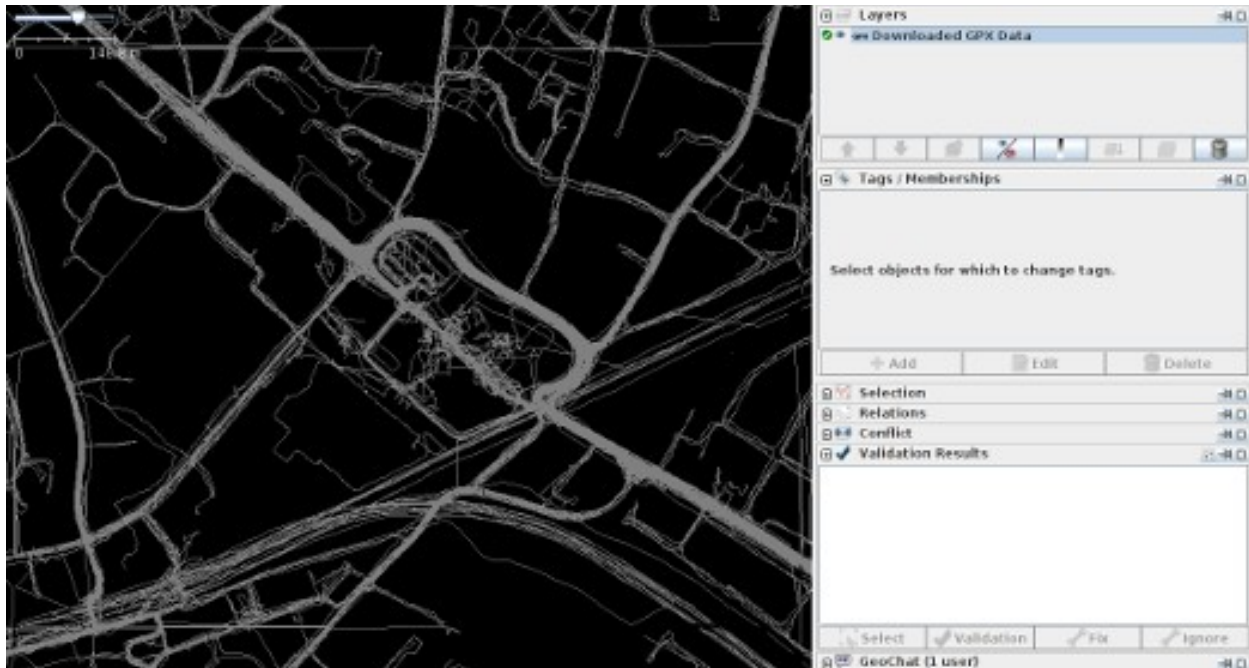 0
Layers
Downloaded GPX Data
Tags / Memberships
Select objects for which to change tags.
Add Edit Delete
Selection
Relations
Conflict
Validation Results
Select Validation Fix Ignore
GeoChat (1 user)